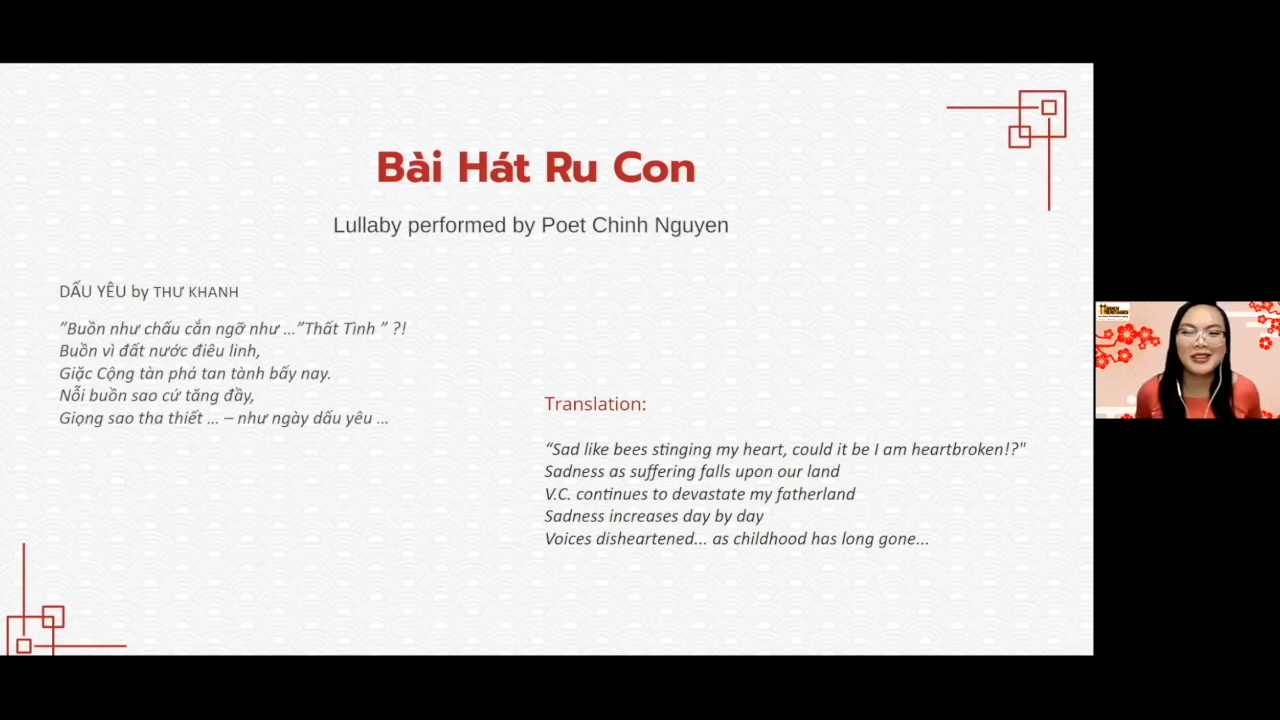 Bài Hát Ru Con
Lullaby performed by Poet Chinh Nguyen
DẤU YÊU by THƯ KHANH
”Buồn như chấu cắn ngỡ như ...”Thất Tình ” ?!
Buồn vì đất nước điêu linh,
Giặc Cộng tàn phá tan tành bấy nay.
Nỗi buồn sao cứ tăng đầy,
Giọng sao tha thiết ... – như ngày dấu yêu ...
Translation:
“Sad like bees stinging my heart, could it be I am heartbroken!?"
Sadness as suffering falls upon our land
V.C. continues to devastate my fatherland
Sadness increases day by day
Voices disheartened... as childhood has long gone...